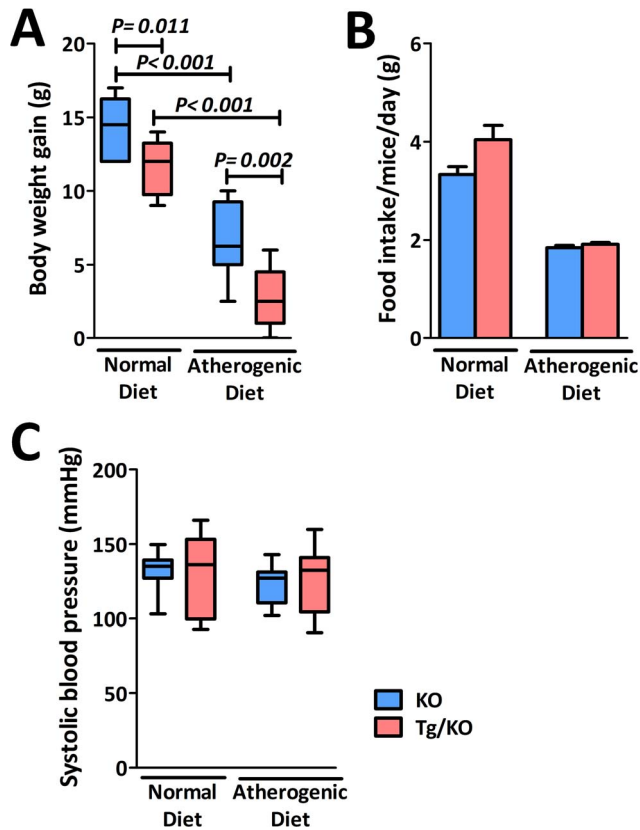 A
Body weight gain (g)
20
15
10
5
0
P= 0.011
P< 0.001
P< 0.001
P= 0.002
Normal
Diet
Atherogenic
Diet
B
Food intake/mice/day (g)
6
4
2
0
Normal
Diet
Atherogenic
Diet
C
Systolic blood pressure (mmHg)
200
150
100
50
0
Normal
Diet
Atherogenic
Diet
KO
Tg/KO